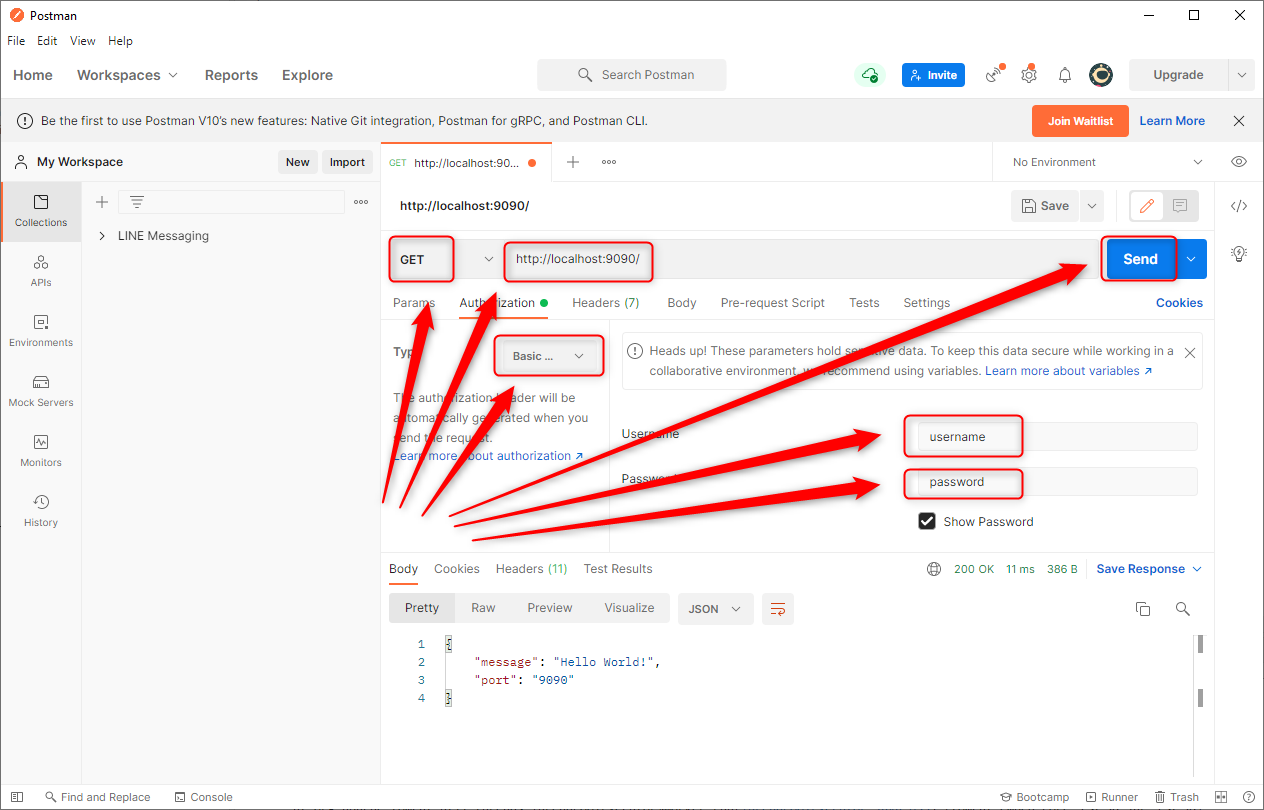 Postman
File Edit View Help
Home Workspaces Reports Explore Search Postman Invite Upgrade
Be the first to use Postman V10's new features: Native Git integration, Postman for gRPC, and Postman CLI. Join Waitlist Learn More
My Workspace New Import GET http://localhost:90... No Environment
Collections
LINE Messaging
APIs
Environments
Mock Servers
Monitors
History
http://localhost:9090/ Save
GET http://localhost:9090/ Send
Params Authorization Headers (7) Body Pre-request Script Tests Settings Cookies
Type Basic ...
The authorization header will be
automatically generated when you
send the request.
Learn more about authorization ↗
Heads up! These parameters hold sensitive data. To keep this data secure while working in a
collaborative environment, we recommend using variables. Learn more about variables ↗
Username username
Password password
Show Password
Body Cookies Headers (11) Test Results 200 OK 11 ms 386 B Save Response
Pretty Raw Preview Visualize JSON
1 {
2 "message": "Hello World!",
3 "port": "9090"
4 }
Find and Replace Console Bootcamp Runner Trash